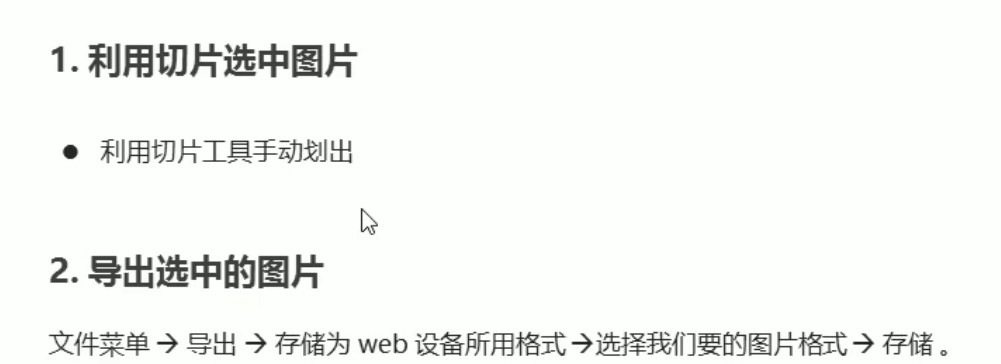 1. 利用切片选中图片
● 利用切片工具手动划出
2. 导出选中的图片
文件菜单 → 导出 → 存储为 web 设备所用格式 → 选择我们要的图片格式 → 存储 。